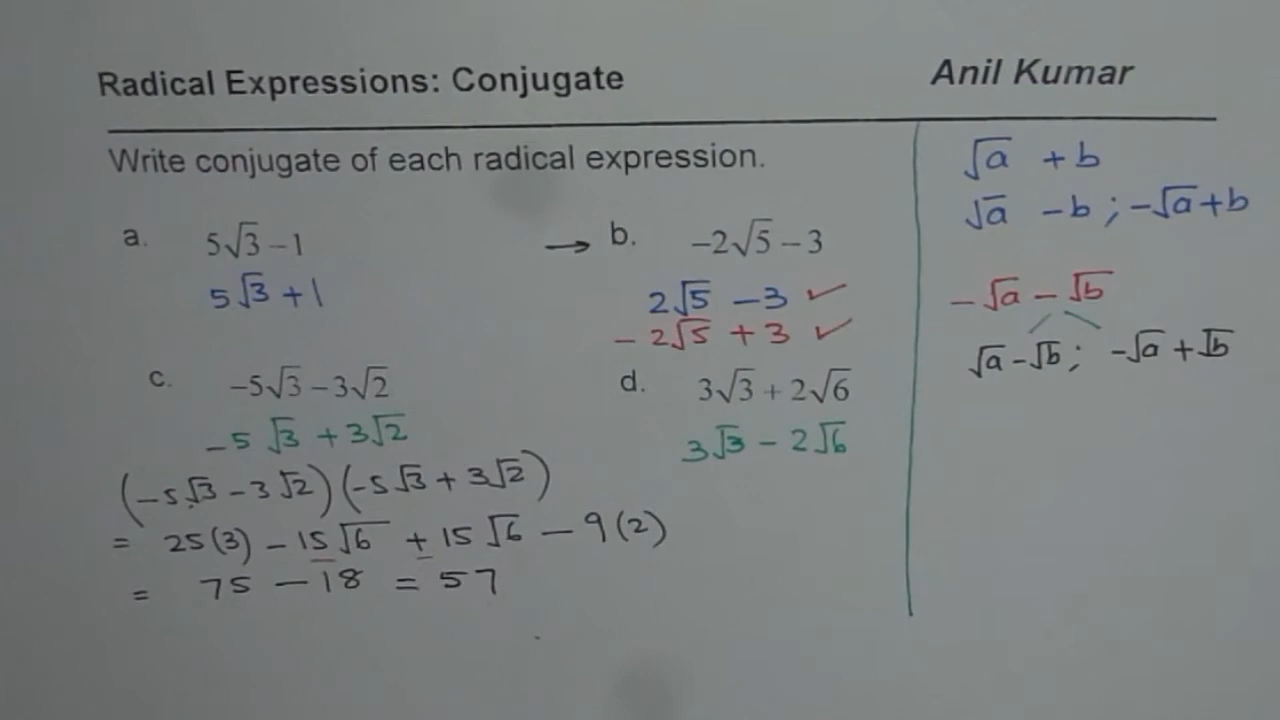 Radical Expressions: Conjugate Anil Kumar
Write conjugate of each radical expression.
a. 5√3 − 1
5√3 + 1
→ b. −2√5 − 3
2√5 − 3 ✓
− 2√5 + 3 ✓
c. −5√3 − 3√2
−5√3 + 3√2
(−5√3 − 3√2)(−5√3 + 3√2)
= 25(3) − 15√6 + 15√6 − 9(2)
= 75 − 18 = 57
d. 3√3 + 2√6
3√3 − 2√6
√a + b
√a − b ; −√a + b
−√a − √b
√a − √b ; −√a + √b